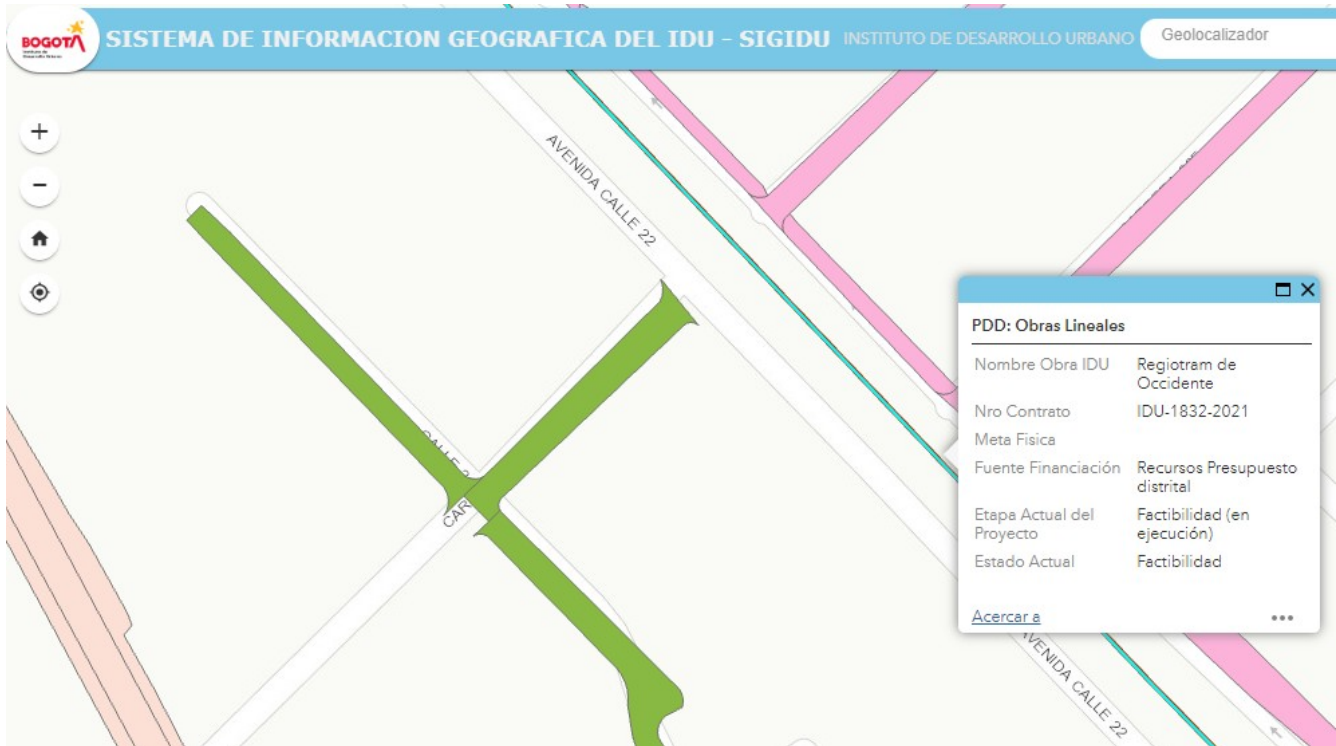 BOGOTÁ
SISTEMA DE INFORMACION GEOGRAFICA DEL IDU - SIGIDU INSTITUTO DE DESARROLLO URBANO Geolocalizador
AVENIDA CALLE 22
PDD: Obras Lineales
Nombre Obra IDU Regiotram de
Occidente
Nro Contrato IDU-1832-2021
Meta Fisica
Fuente Financiación Recursos Presupuesto
distrital
Etapa Actual del Factibilidad (en
Proyecto ejecución)
Estado Actual Factibilidad
Acercar a
CAR
AVENIDA CALLE 22